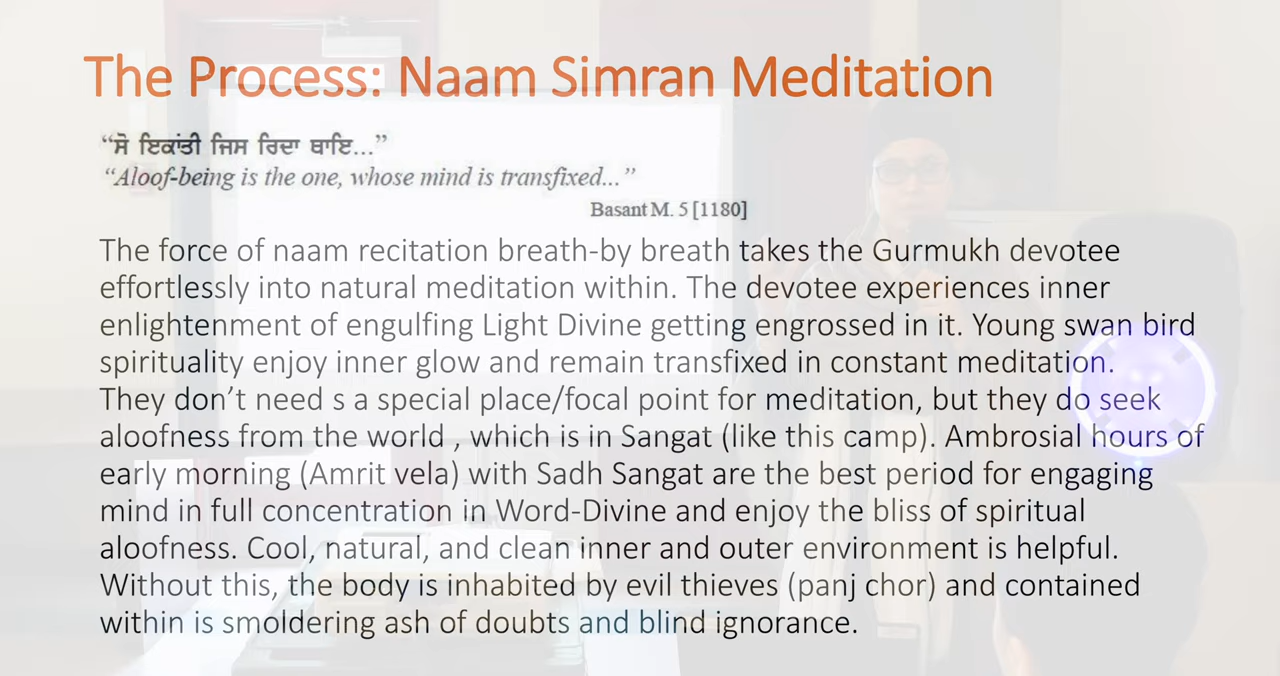 The Process: Naam Simran Meditation
“ਸੋ ਇਕਾਂਤੀ ਜਿਸ ਰਿਦਾ ਥਾਇ...”
“Aloof-being is the one, whose mind is transfixed...”
Basant M. 5 [1180]
The force of naam recitation breath-by breath takes the Gurmukh devotee
effortlessly into natural meditation within. The devotee experiences inner
enlightenment of engulfing Light Divine getting engrossed in it. Young swan bird
spirituality enjoy inner glow and remain transfixed in constant meditation.
They don’t need s a special place/focal point for meditation, but they do seek
aloofness from the world , which is in Sangat (like this camp). Ambrosial hours of
early morning (Amrit vela) with Sadh Sangat are the best period for engaging
mind in full concentration in Word-Divine and enjoy the bliss of spiritual
aloofness. Cool, natural, and clean inner and outer environment is helpful.
Without this, the body is inhabited by evil thieves (panj chor) and contained
within is smoldering ash of doubts and blind ignorance.